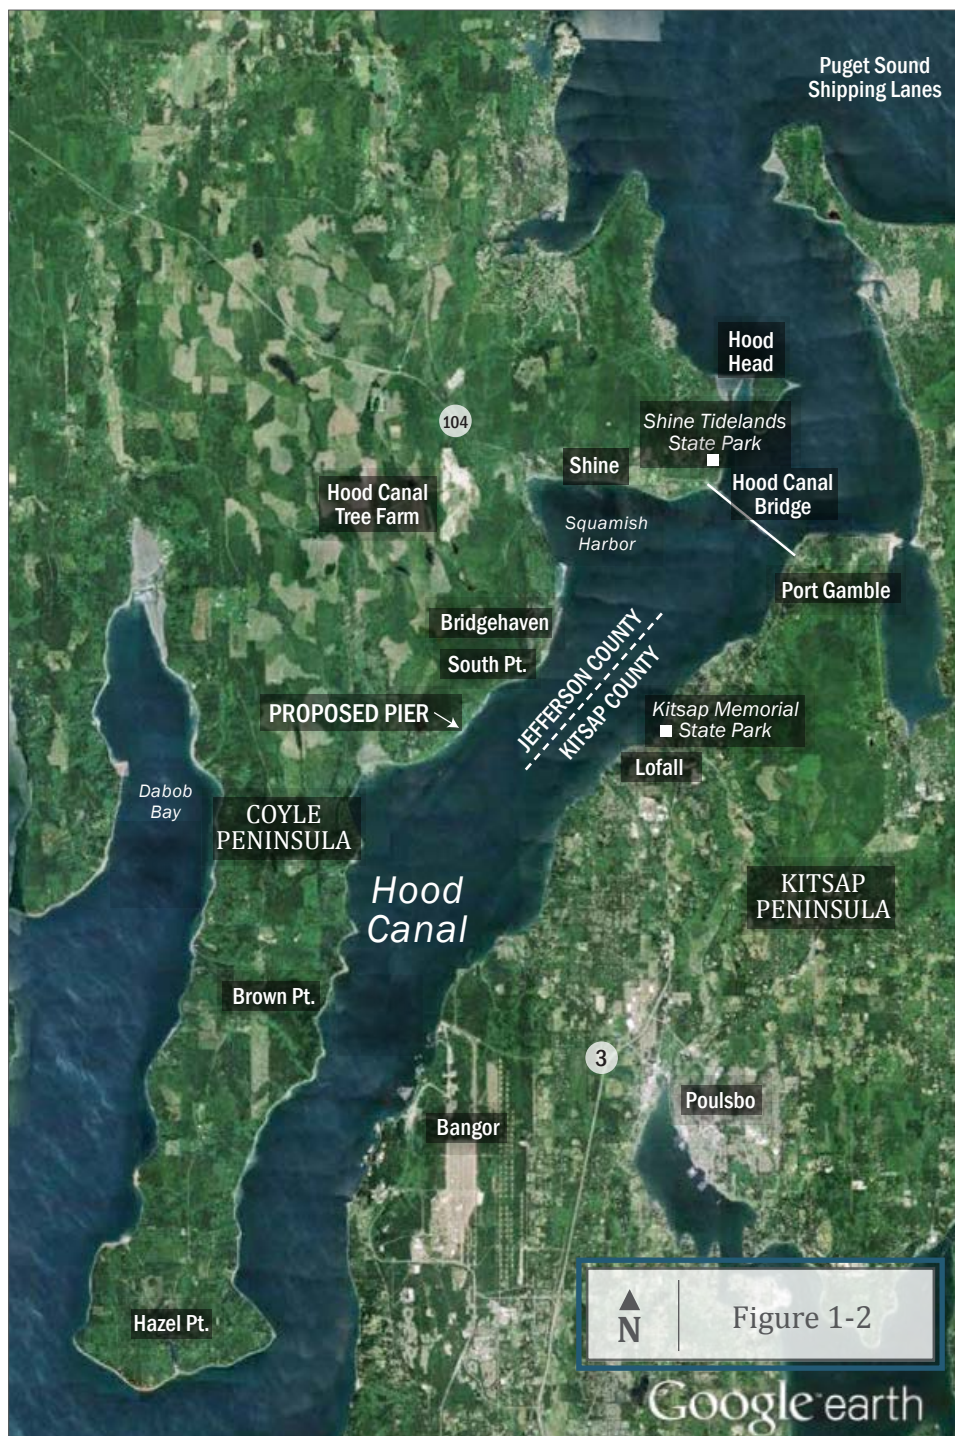 Puget Sound
Shipping Lanes
Hood
Head
Shine Tidelands
State Park
104
Shine
Hood Canal
Bridge
Hood Canal
Tree Farm
Squamish
Harbor
Port Gamble
Bridgehaven
JEFFERSON COUNTY
KITSAP COUNTY
South Pt.
PROPOSED PIER
Kitsap Memorial
State Park
Lofall
Dabob
Bay
COYLE
PENINSULA
Hood
Canal
KITSAP
PENINSULA
Brown Pt.
3
Poulsbo
Bangor
Hazel Pt.
N
Figure 1-2
Google earth